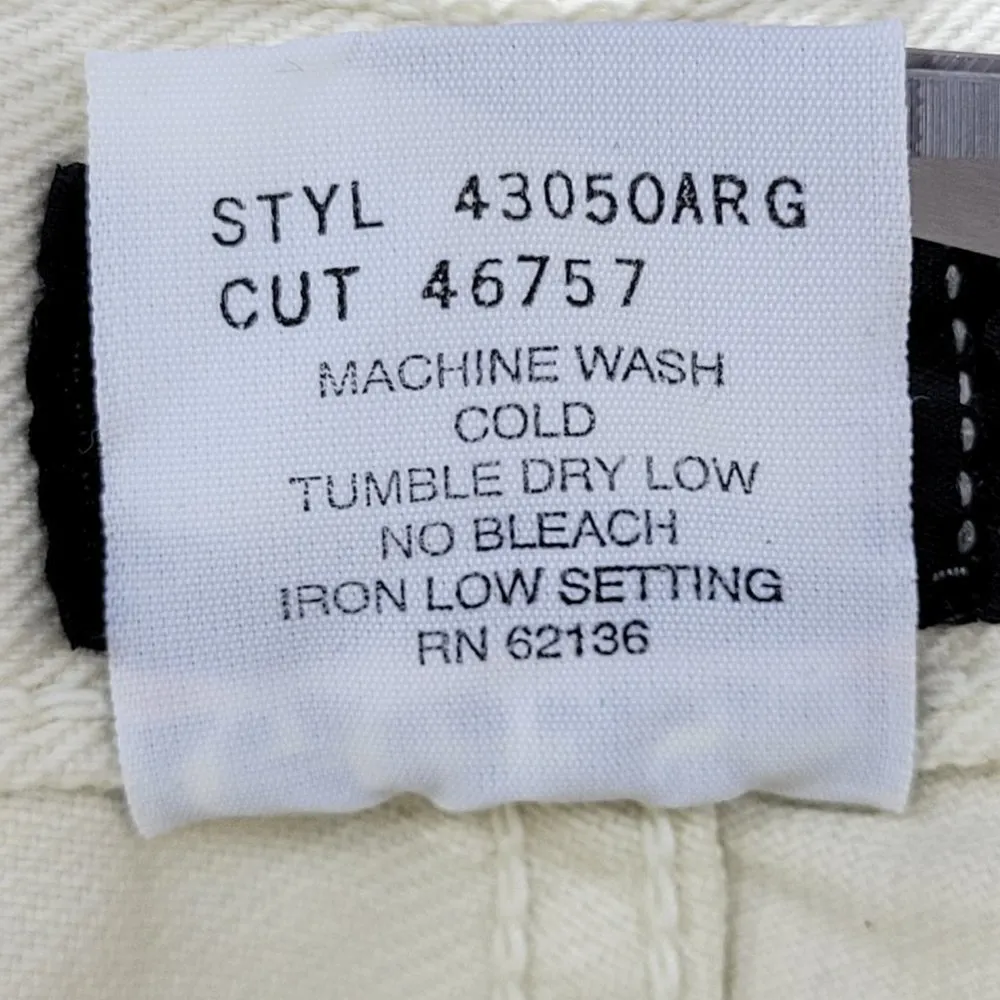 STYL 43050ARG
CUT 46757
MACHINE WASH
COLD
TUMBLE DRY LOW
NO BLEACH
IRON LOW SETTING
RN 62136